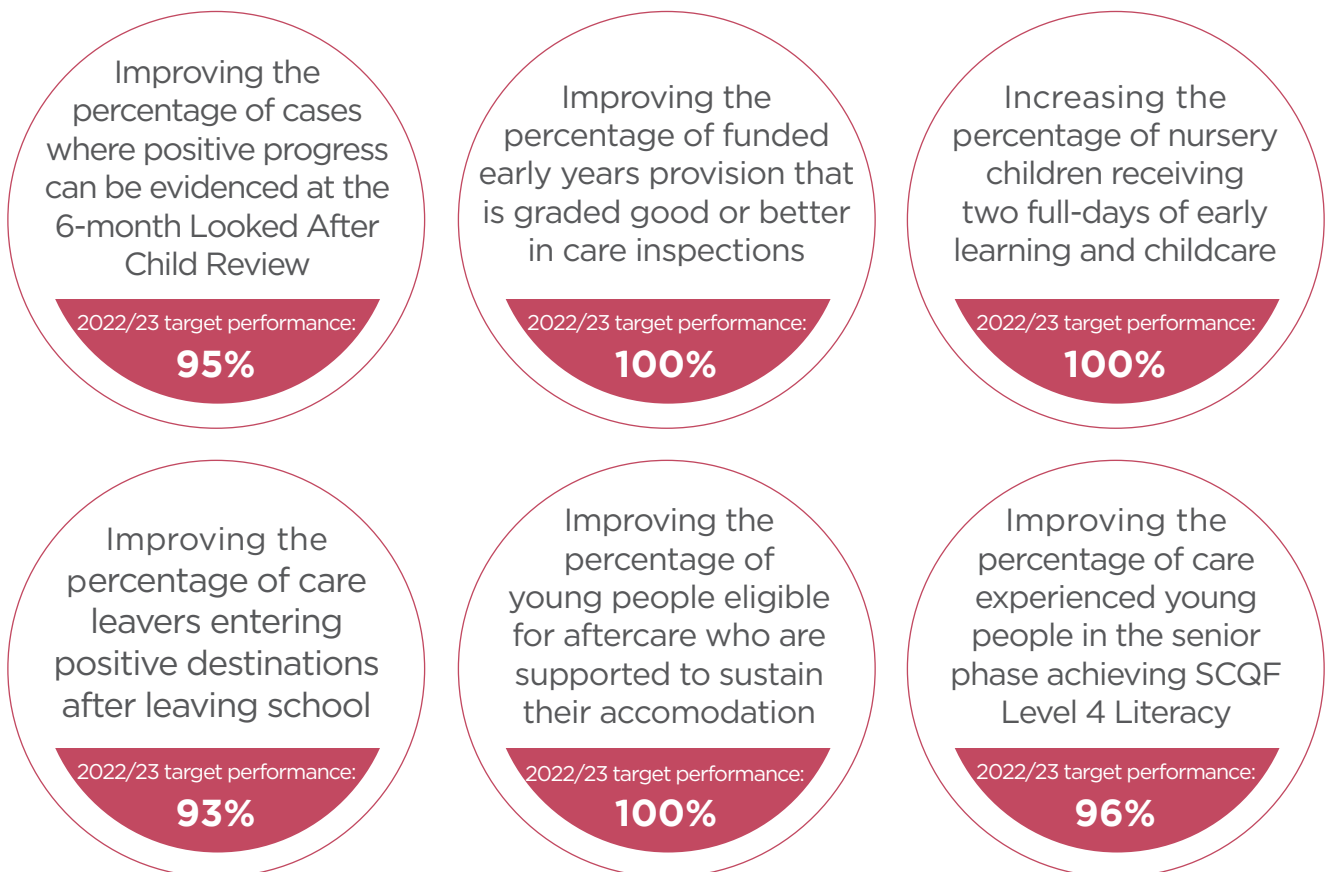 Improving the
percentage of cases
where positive progress
can be evidenced at the
6-month Looked After
Child Review
2022/23 target performance:
95%
Improving the
percentage of funded
early years provision that
is graded good or better
in care inspections
2022/23 target performance:
100%
Increasing the
percentage of nursery
children receiving
two full-days of early
learning and childcare
2022/23 target performance:
100%
Improving the
percentage of care
leavers entering
positive destinations
after leaving school
2022/23 target performance:
93%
Improving the
percentage of
young people eligible
for aftercare who are
supported to sustain
their accomodation
2022/23 target performance:
100%
Improving the
percentage of care
experienced young
people in the senior
phase achieving SCQF
Level 4 Literacy
2022/23 target performance:
96%